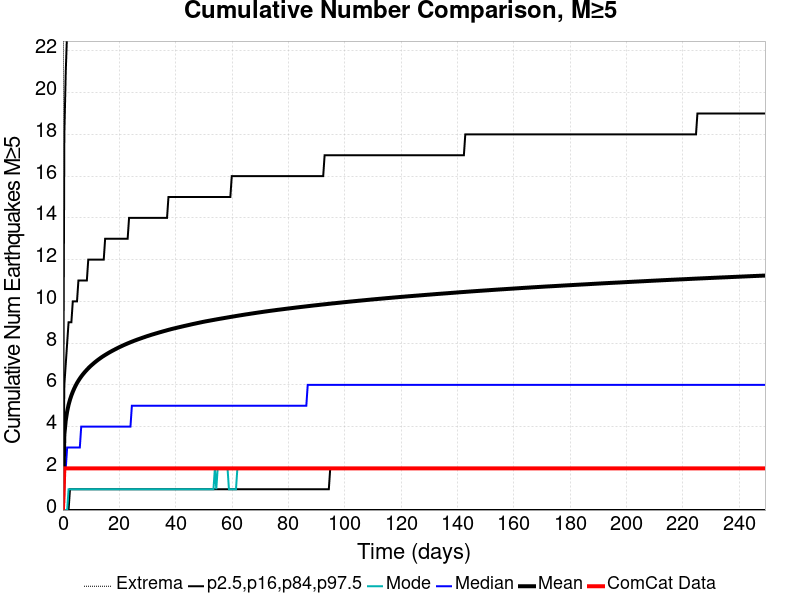 Cumulative Number Comparison, M≥5
Cumulative Num Earthquakes M≥5
22
20
18
16
14
12
10
8
6
4
2
0
0 20 40 60 80 100 120 140 160 180 200 220 240
Time (days)
Extrema p2.5,p16,p84,p97.5 Mode Median Mean ComCat Data